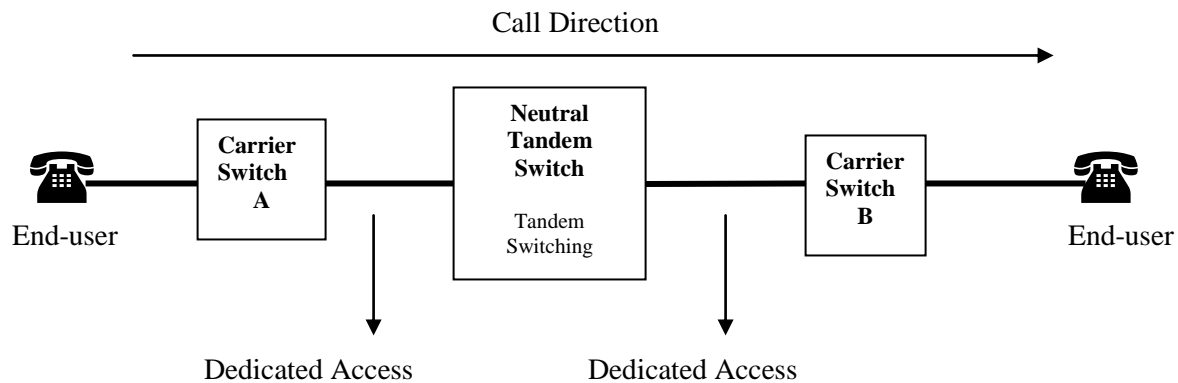 Call Direction
Neutral
Tandem
Switch
Tandem
Switching
Carrier
Switch
A
Carrier
Switch
B
End-user
End-user
Dedicated Access
Dedicated Access